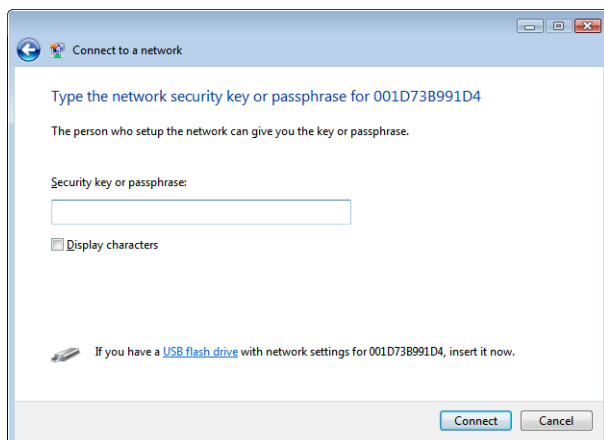 Connect to a network
Type the network security key or passphrase for 001D73B991D4
The person who setup the network can give you the key or passphrase.
Security key or passphrase:
Display characters
If you have a USB flash drive with network settings for 001D73B991D4, insert it now.
Connect Cancel